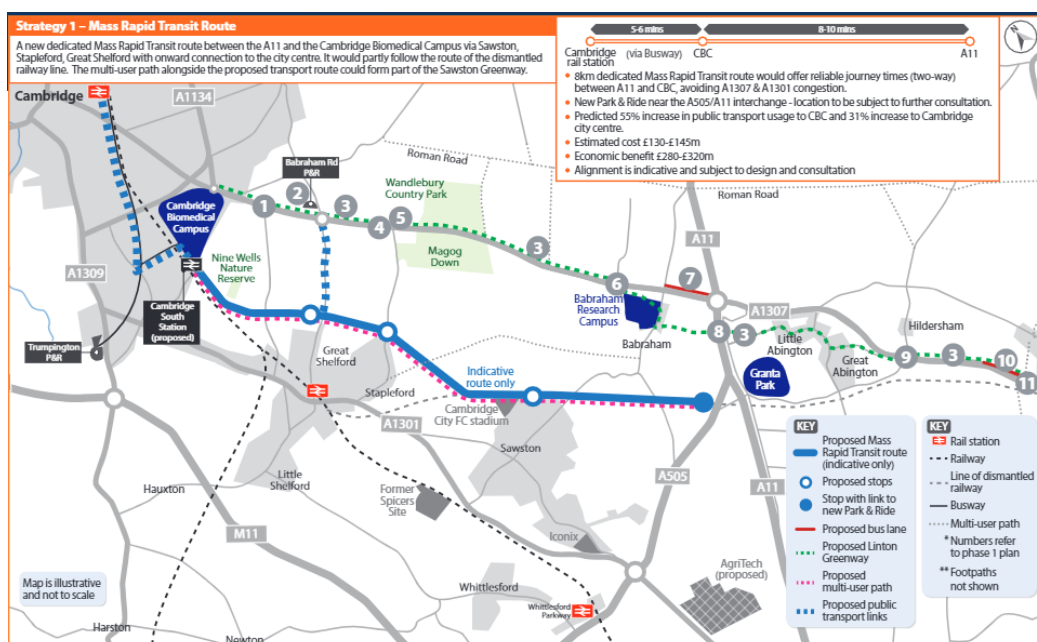 Strategy 1 – Mass Rapid Transit Route
A new dedicated Mass Rapid Transit route between the A11 and the Cambridge Biomedical Campus via Sawston,
Stapleford, Great Shelford with onward connection to the city centre. It would partly follow the route of the dismantled
railway line. The multi-user path alongside the proposed transport route could form part of the Sawston Greenway.
5-6 mins
8-10 mins
Cambridge
rail station
(via Busway)
CBC
A11
• 8km dedicated Mass Rapid Transit route would offer reliable journey times (two-way)
between A11 and CBC, avoiding A1307 & A1301 congestion.
• New Park & Ride near the A505/A11 interchange - location to be subject to further consultation.
• Predicted 55% increase in public transport usage to CBC and 31% increase to Cambridge
city centre.
• Estimated cost £130-£145m
• Economic benefit £280-£320m
• Alignment is indicative and subject to design and consultation
N
Cambridge
A1134
Roman Road
Babraham Rd
P&R
Wandlebury
Country Park
Roman Road
Cambridge
Biomedical
Campus
1
2
3
4
5
3
6
7
A11
Magog
Down
A1309
Nine Wells
Nature
Reserve
Babraham
Research
Campus
A1307
Cambridge
South
Station
(proposed)
Babraham
8
3
Little
Abington
Hildersham
Trumpington
P&R
Great
Shelford
Great
Abington
9
3
10
11
Granta
Park
Stapleford
Indicative
route only
Cambridge
City FC stadium
A1301
Sawston
Little
Shelford
Hauxton
Former
Spicers
Site
A505
A11
M11
Iconix
AgriTech
(proposed)
Whittlesford
Whittlesford
Parkway
Map is illustrative
and not to scale
Harston
Newton
KEY
Proposed Mass
Rapid Transit route
(indicative only)
Proposed stops
Stop with link to
new Park & Ride
Proposed bus lane
Proposed Linton
Greenway
Proposed
multi-user path
Proposed public
transport links
KEY
Rail station
Railway
Line of dismantled
railway
Busway
Multi-user path
* Numbers refer
to phase 1 plan
** Footpaths
not shown